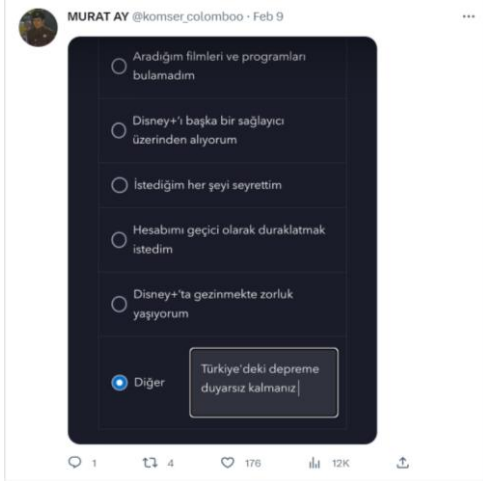 MURAT AY @komser_colomboo · Feb 9
Aradığım filmleri ve programları
bulamadım
Disney+'ı başka bir sağlayıcı
üzerinden alıyorum
İstediğim her şeyi seyrettim
Hesabımı geçici olarak duraklatmak
istedim
Disney+'ta gezinmekte zorluk
yaşıyorum
Diğer
Türkiye'deki depreme
duyarsız kalmanız
1 4 176 12K